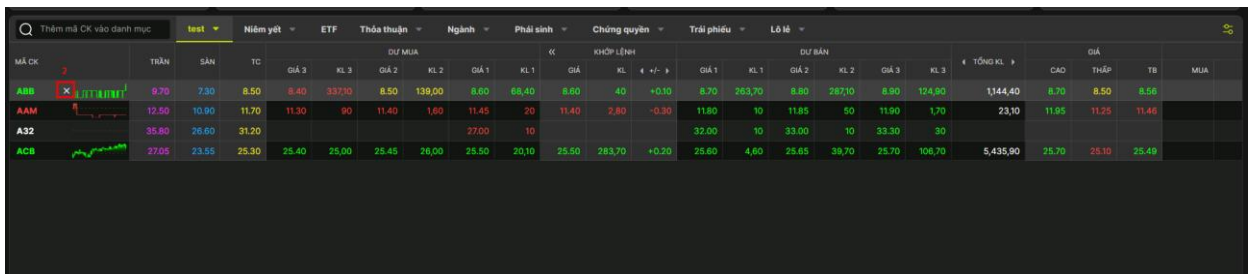 Thêm mã CK vào danh mục test Niêm yết ETF Thỏa thuận Ngành Phái sinh Chứng quyền Trái phiếu Lô lẻ
MÃ CK TRẦN SÀN TC DƯ MUA « KHỚP LỆNH DƯ BÁN TỔNG KL GIÁ
2 GIÁ 3 KL 3 GIÁ 2 KL 2 GIÁ 1 KL 1 GIÁ KL +/- GIÁ 1 KL 1 GIÁ 2 KL 2 GIÁ 3 KL 3 CAO THẤP TB MUA
ABB 9.70 7.30 8.50 8.40 337,10 8.50 139,00 8.60 68,40 8.60 40 +0.10 8.70 263,70 8.80 287,10 8.90 124,90 1,144,40 8.70 8.50 8.56
AAM 12.50 10.90 11.70 11.30 90 11.40 1,60 11.45 20 11.40 2,80 -0.30 11.80 10 11.85 50 11.90 1,70 23,10 11.95 11.25 11.46
A32 35.80 26.60 31.20 27.00 10 32.00 10 33.00 10 33.30 30
ACB 27.05 23.55 25.30 25.40 25,00 25.45 26,00 25.50 20,10 25.50 283,70 +0.20 25.60 4,60 25.65 39,70 25.70 106,70 5,435,90 25.70 25.10 25.49